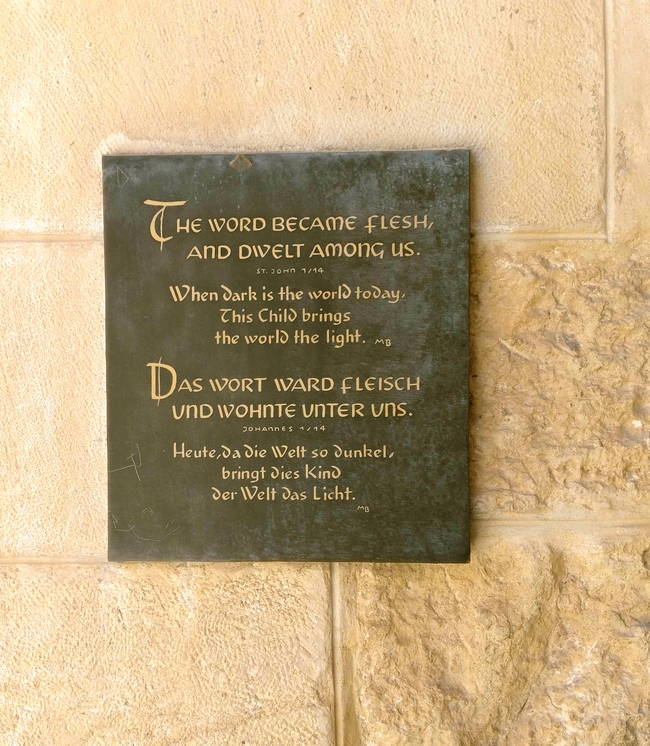 THE WORD BECAME FLESH,
AND DWELT AMONG US.
ST. JOHN 1/14
When dark is the world today,
This Child brings
the world the light. MB
DAS WORT WARD FLEISCH
UND WOHNTE UNTER UNS.
JOHANNES 1/14
Heute, da die Welt so dunkel,
bringt dies Kind
der Welt das Licht.
MB